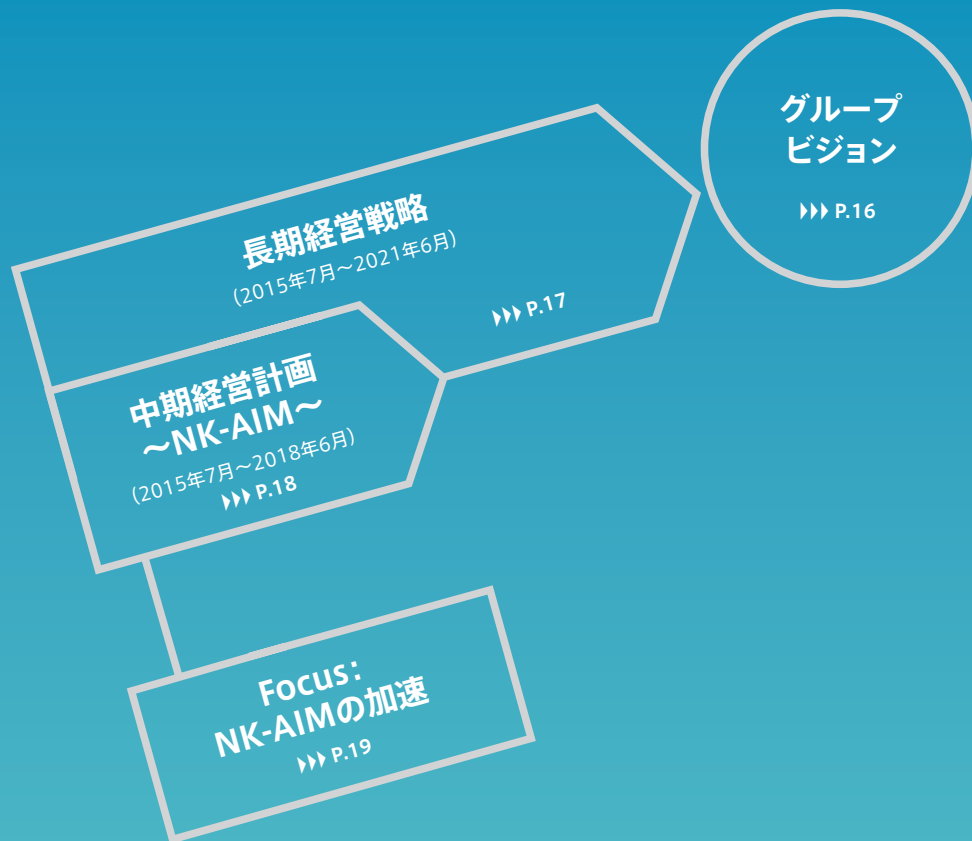 グループ
ビジョン
P.16
長期経営戦略
(2015年7月～2021年6月)
P.17
中期経営計画
～NK-AIM～
(2015年7月～2018年6月)
P.18
Focus:
NK-AIMの加速
P.19